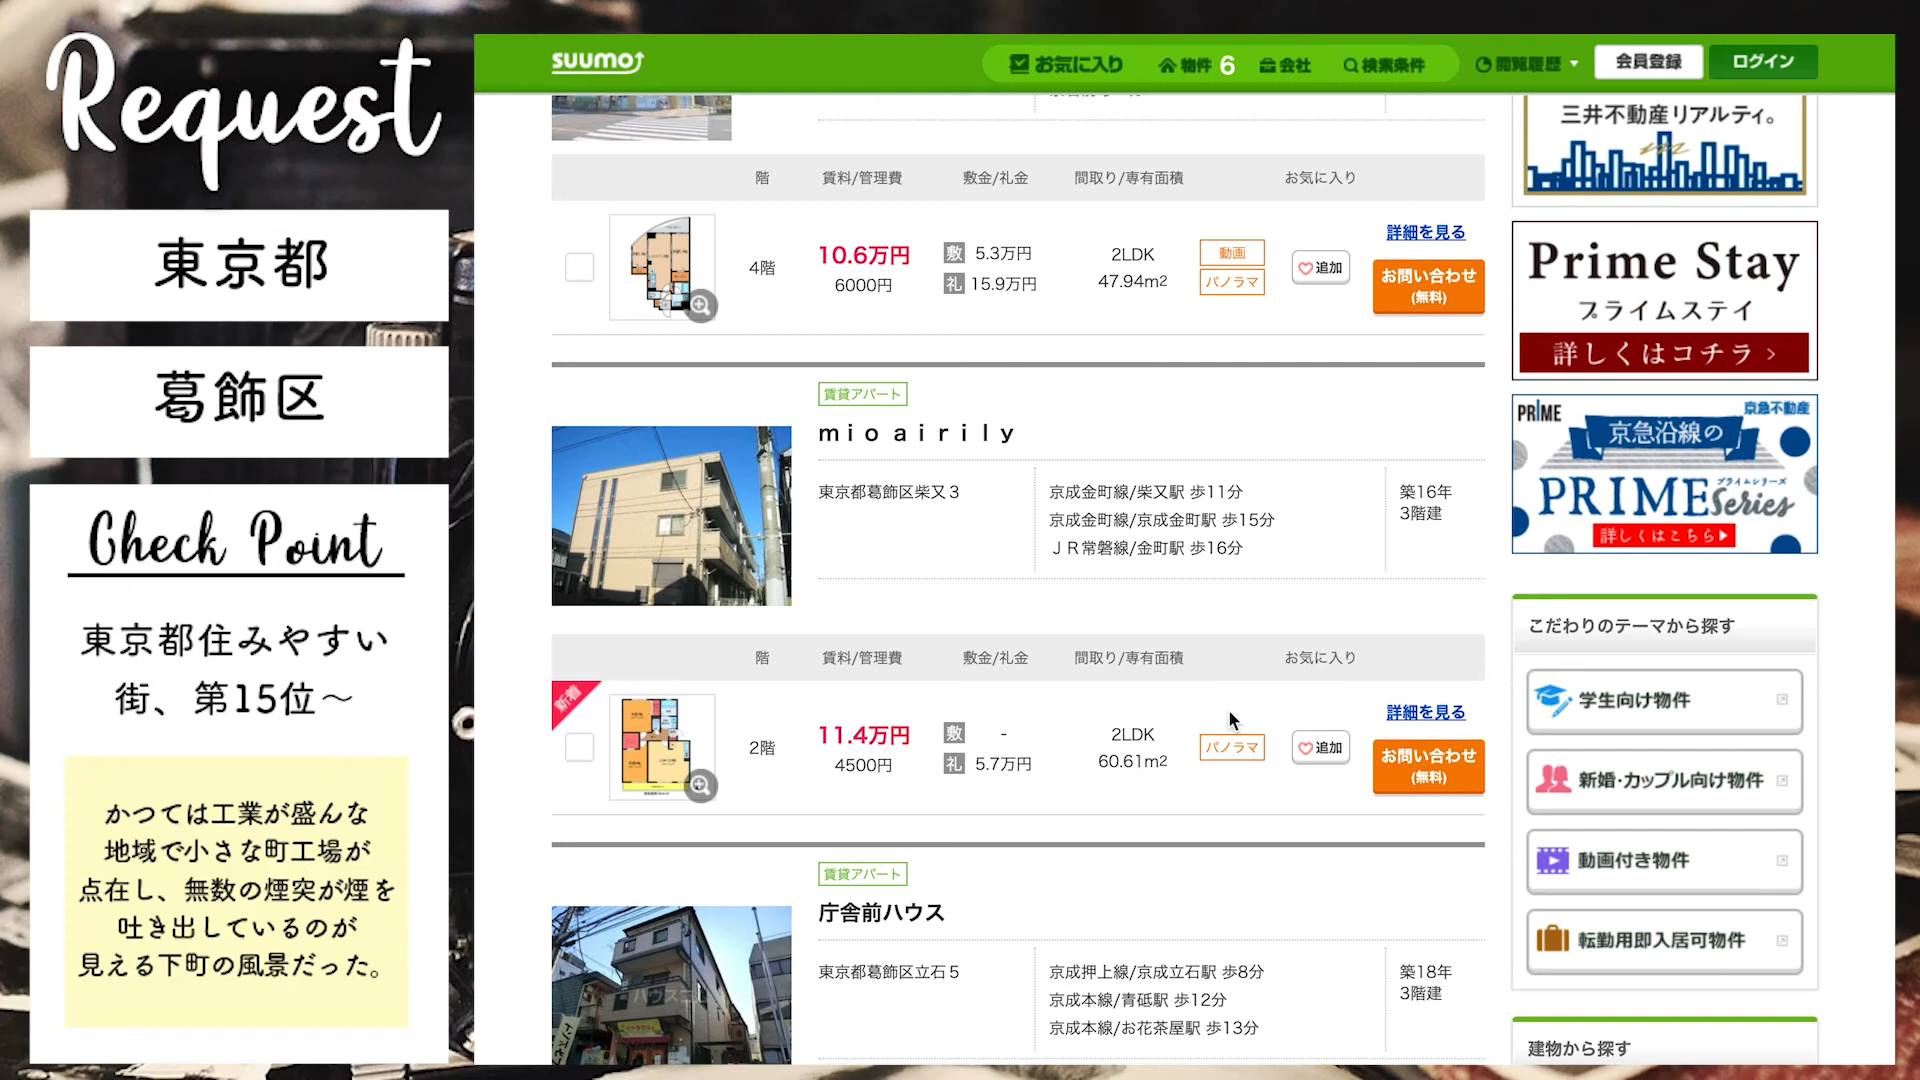 Request
東京都
葛飾区
Check Point
東京都住みやすい
街、第15位～
かつては工業が盛んな
地域で小さな町工場が
点在し、無数の煙突が煙を
吐き出しているのが
見える下町の風景だった。
SUUMO
お気に入り 物件 6 会社 検索条件 閲覧履歴 会員登録 ログイン
階 賃料/管理費 敷金/礼金 間取り/専有面積 お気に入り
4階
10.6万円
6000円
敷 5.3万円
礼 15.9万円
2LDK
47.94m2
動画
パノラマ
追加
詳細を見る
お問い合わせ
(無料)
賃貸アパート
ｍｉｏａｉｒｉｌｙ
東京都葛飾区柴又３
京成金町線/柴又駅 歩11分
京成金町線/京成金町駅 歩15分
ＪＲ常磐線/金町駅 歩16分
築16年
3階建
階 賃料/管理費 敷金/礼金 間取り/専有面積 お気に入り
新着
2階
11.4万円
4500円
敷 -
礼 5.7万円
2LDK
60.61m2
パノラマ
追加
詳細を見る
お問い合わせ
(無料)
賃貸アパート
庁舎前ハウス
東京都葛飾区立石５
京成押上線/京成立石駅 歩8分
京成本線/青砥駅 歩12分
京成本線/お花茶屋駅 歩13分
築18年
3階建
三井不動産リアルティ。
Prime Stay
プライムステイ
詳しくはコチラ >
PRIME
京急不動産
京急沿線の
プライムシリーズ
PRIME Series
詳しくはこちら▶
こだわりのテーマから探す
学生向け物件
新婚・カップル向け物件
動画付き物件
転勤用即入居可物件
建物から探す